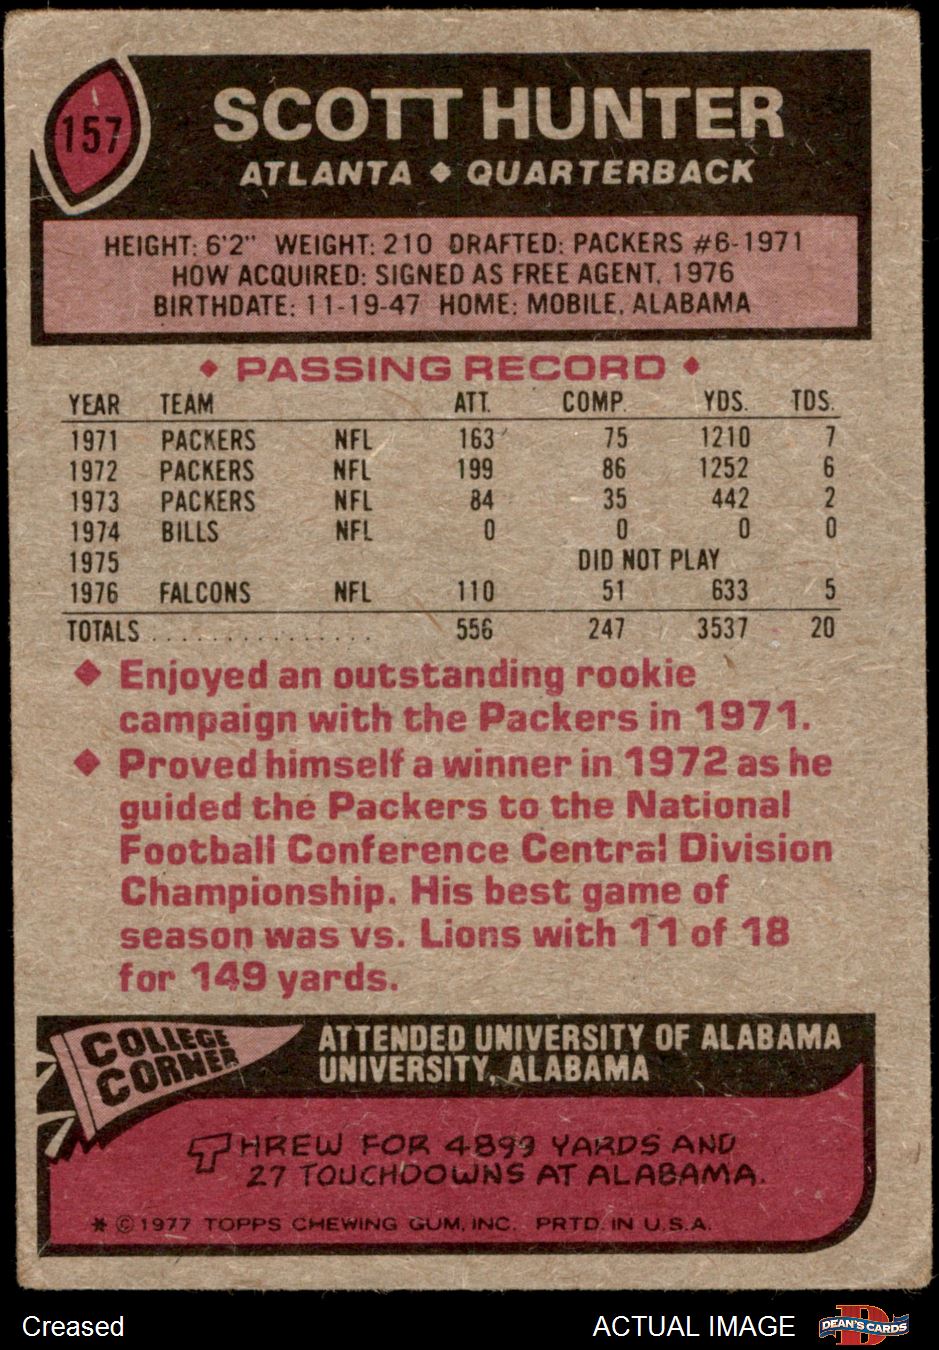 157
SCOTT HUNTER
ATLANTA ◆ QUARTERBACK
HEIGHT: 6'2" WEIGHT: 210 DRAFTED: PACKERS #6-1971
HOW ACQUIRED: SIGNED AS FREE AGENT, 1976
BIRTHDATE: 11-19-47 HOME: MOBILE, ALABAMA
◆ PASSING RECORD ◆
YEAR TEAM ATT. COMP. YDS. TDS.
1971 PACKERS NFL 163 75 1210 7
1972 PACKERS NFL 199 86 1252 6
1973 PACKERS NFL 84 35 442 2
1974 BILLS NFL 0 0 0 0
1975 DID NOT PLAY
1976 FALCONS NFL 110 51 633 5
TOTALS ................ 556 247 3537 20
◆ Enjoyed an outstanding rookie
campaign with the Packers in 1971.
◆ Proved himself a winner in 1972 as he
guided the Packers to the National
Football Conference Central Division
Championship. His best game of
season was vs. Lions with 11 of 18
for 149 yards.
COLLEGE
CORNER
ATTENDED UNIVERSITY OF ALABAMA
UNIVERSITY, ALABAMA
THREW FOR 4899 YARDS AND
27 TOUCHDOWNS AT ALABAMA.
* © 1977 TOPPS CHEWING GUM, INC. PRTD. IN U.S.A.
Creased
ACTUAL IMAGE
D
DEAN'S CARDS